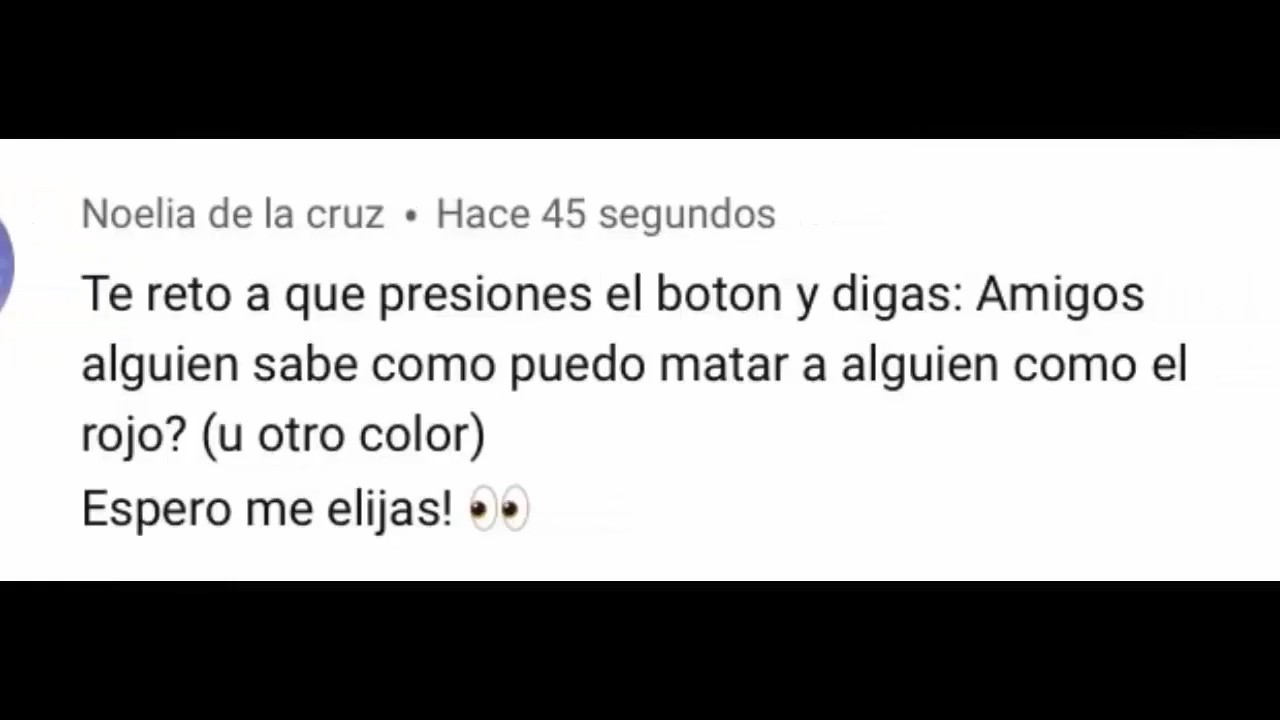 Noelia de la cruz • Hace 45 segundos
Te reto a que presiones el boton y digas: Amigos
alguien sabe como puedo matar a alguien como el
rojo? (u otro color)
Espero me elijas! 👀